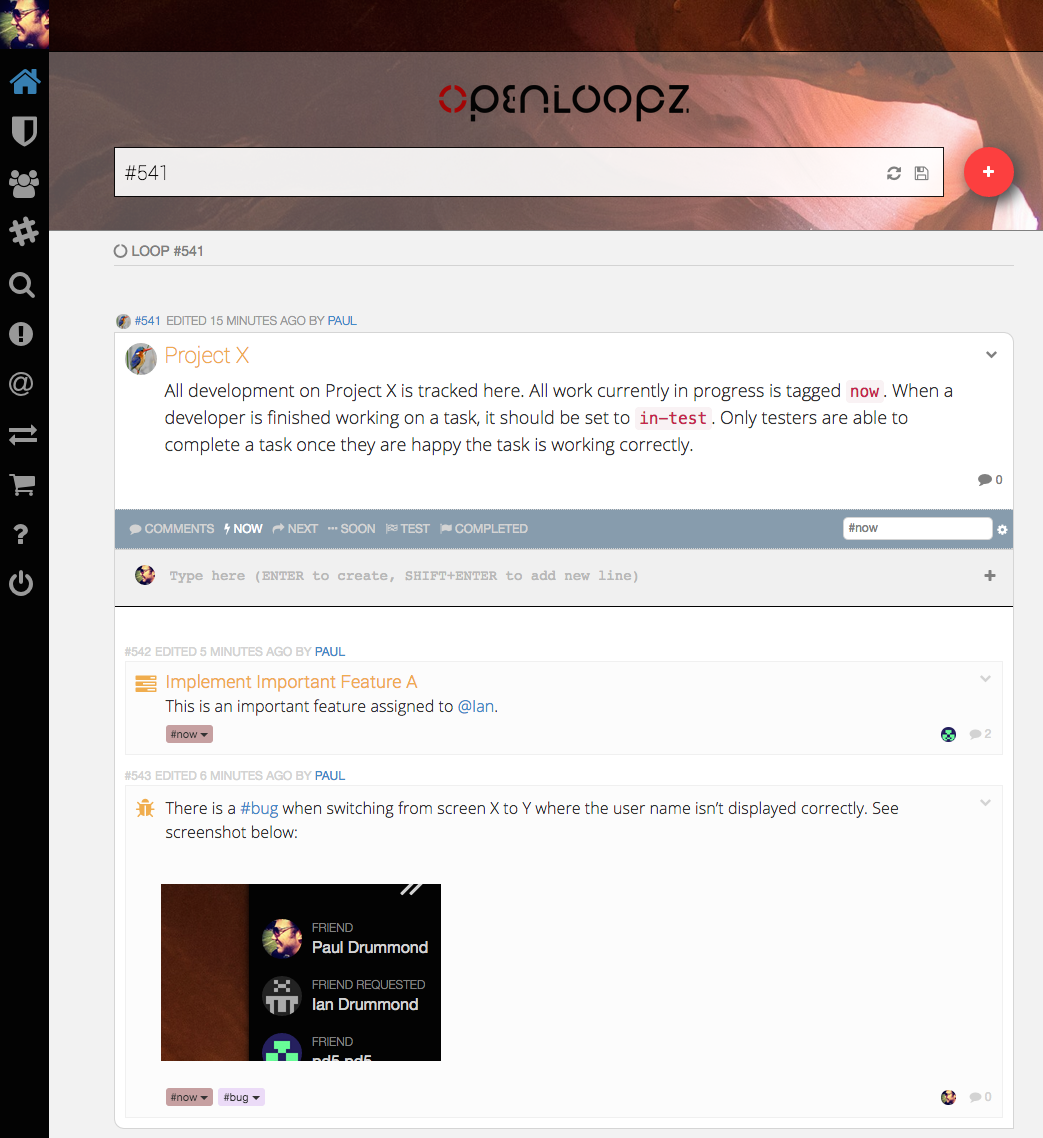 OPENLOOPZ
#541
LOOP #541
#541 EDITED 15 MINUTES AGO BY PAUL
Project X
All development on Project X is tracked here. All work currently in progress is tagged now. When a
developer is finished working on a task, it should be set to in-test. Only testers are able to
complete a task once they are happy the task is working correctly.
0
COMMENTS NOW NEXT SOON TEST COMPLETED #now
Type here (ENTER to create, SHIFT+ENTER to add new line)
#542 EDITED 5 MINUTES AGO BY PAUL
Implement Important Feature A
This is an important feature assigned to @Ian.
#now 2
#543 EDITED 6 MINUTES AGO BY PAUL
There is a #bug when switching from screen X to Y where the user name isn't displayed correctly. See
screenshot below:
FRIEND
Paul Drummond
FRIEND REQUESTED
Ian Drummond
FRIEND
#now #bug 0